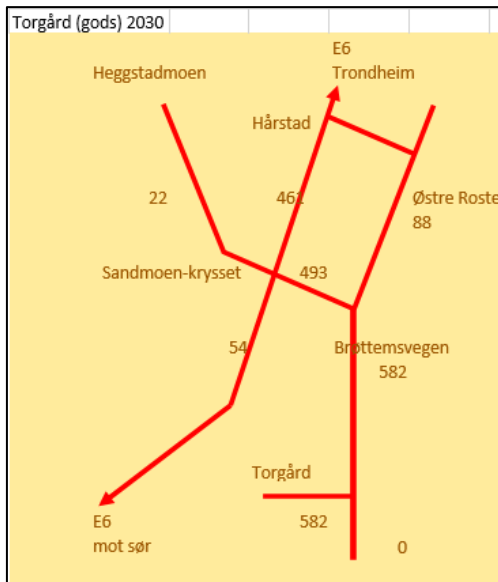 Torgård (gods) 2030
E6
Trondheim
Heggstadmoen
Hårstad
22
Østre Roste
88
Sandmoen-krysset
493
54
Brøttemsvegen
582
Torgård
582
E6
mot sør
0